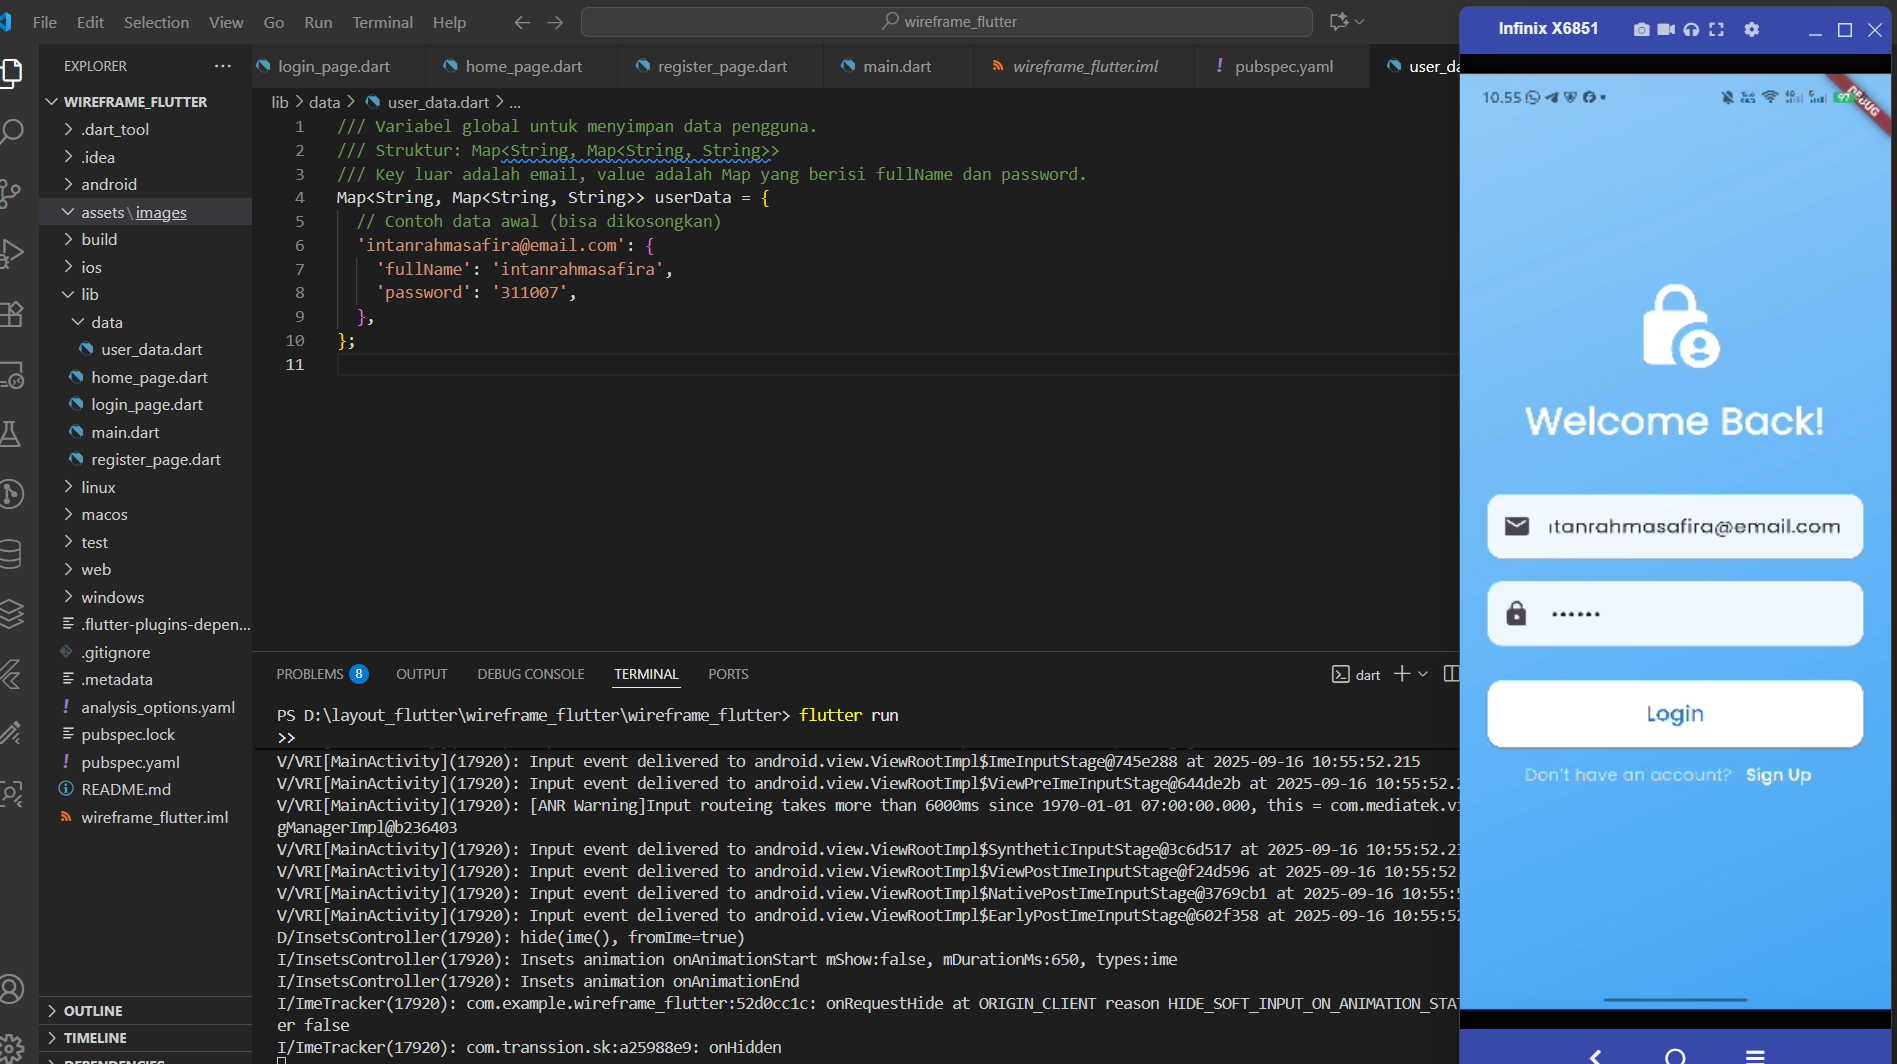 File Edit Selection View Go Run Terminal Help
wireframe_flutter
Infinix X6851
EXPLORER
login_page.dart
home_page.dart
register_page.dart
main.dart
wireframe_flutter.iml
! pubspec.yaml
user_da
lib > data > user_data.dart > ...
WIREFRAME_FLUTTER
.dart_tool
.idea
android
assets\images
build
ios
lib
data
user_data.dart
home_page.dart
login_page.dart
main.dart
register_page.dart
linux
macos
test
web
windows
.flutter-plugins-depen...
.gitignore
.metadata
! analysis_options.yaml
pubspec.lock
! pubspec.yaml
README.md
wireframe_flutter.iml
OUTLINE
TIMELINE
1 /// Variabel global untuk menyimpan data pengguna.
2 /// Struktur: Map<String, Map<String, String>>
3 /// Key luar adalah email, value adalah Map yang berisi fullName dan password.
4 Map<String, Map<String, String>> userData = {
5 // Contoh data awal (bisa dikosongkan)
6 'intanrahmasafira@email.com': {
7 'fullName': 'intanrahmasafira',
8 'password': '311007',
9 },
10 };
11
PROBLEMS 8 OUTPUT DEBUG CONSOLE TERMINAL PORTS
dart
PS D:\layout_flutter\wireframe_flutter\wireframe_flutter> flutter run
>>
V/VRI[MainActivity](17920): Input event delivered to android.view.ViewRootImpl$ImeInputStage@745e288 at 2025-09-16 10:55:52.215
V/VRI[MainActivity](17920): Input event delivered to android.view.ViewRootImpl$ViewPreImeInputStage@644de2b at 2025-09-16 10:55:52.2
V/VRI[MainActivity](17920): [ANR Warning]Input routeing takes more than 6000ms since 1970-01-01 07:00:00.000, this = com.mediatek.vi
gManagerImpl@b236403
V/VRI[MainActivity](17920): Input event delivered to android.view.ViewRootImpl$SyntheticInputStage@3c6d517 at 2025-09-16 10:55:52.23
V/VRI[MainActivity](17920): Input event delivered to android.view.ViewRootImpl$ViewPostImeInputStage@f24d596 at 2025-09-16 10:55:52.
V/VRI[MainActivity](17920): Input event delivered to android.view.ViewRootImpl$NativePostImeInputStage@3769cb1 at 2025-09-16 10:55:5
V/VRI[MainActivity](17920): Input event delivered to android.view.ViewRootImpl$EarlyPostImeInputStage@602f358 at 2025-09-16 10:55:52
D/InsetsController(17920): hide(ime(), fromIme=true)
I/InsetsController(17920): Insets animation onAnimationStart mShow:false, mDurationMs:650, types:ime
I/InsetsController(17920): Insets animation onAnimationEnd
I/ImeTracker(17920): com.example.wireframe_flutter:52d0cc1c: onRequestHide at ORIGIN_CLIENT reason HIDE_SOFT_INPUT_ON_ANIMATION_STAT
er false
I/ImeTracker(17920): com.transsion.sk:a25988e9: onHidden
10.55
97
DEBUG
Welcome Back!
ntanrahmasafira@email.com
••••••
Login
Don't have an account? Sign Up